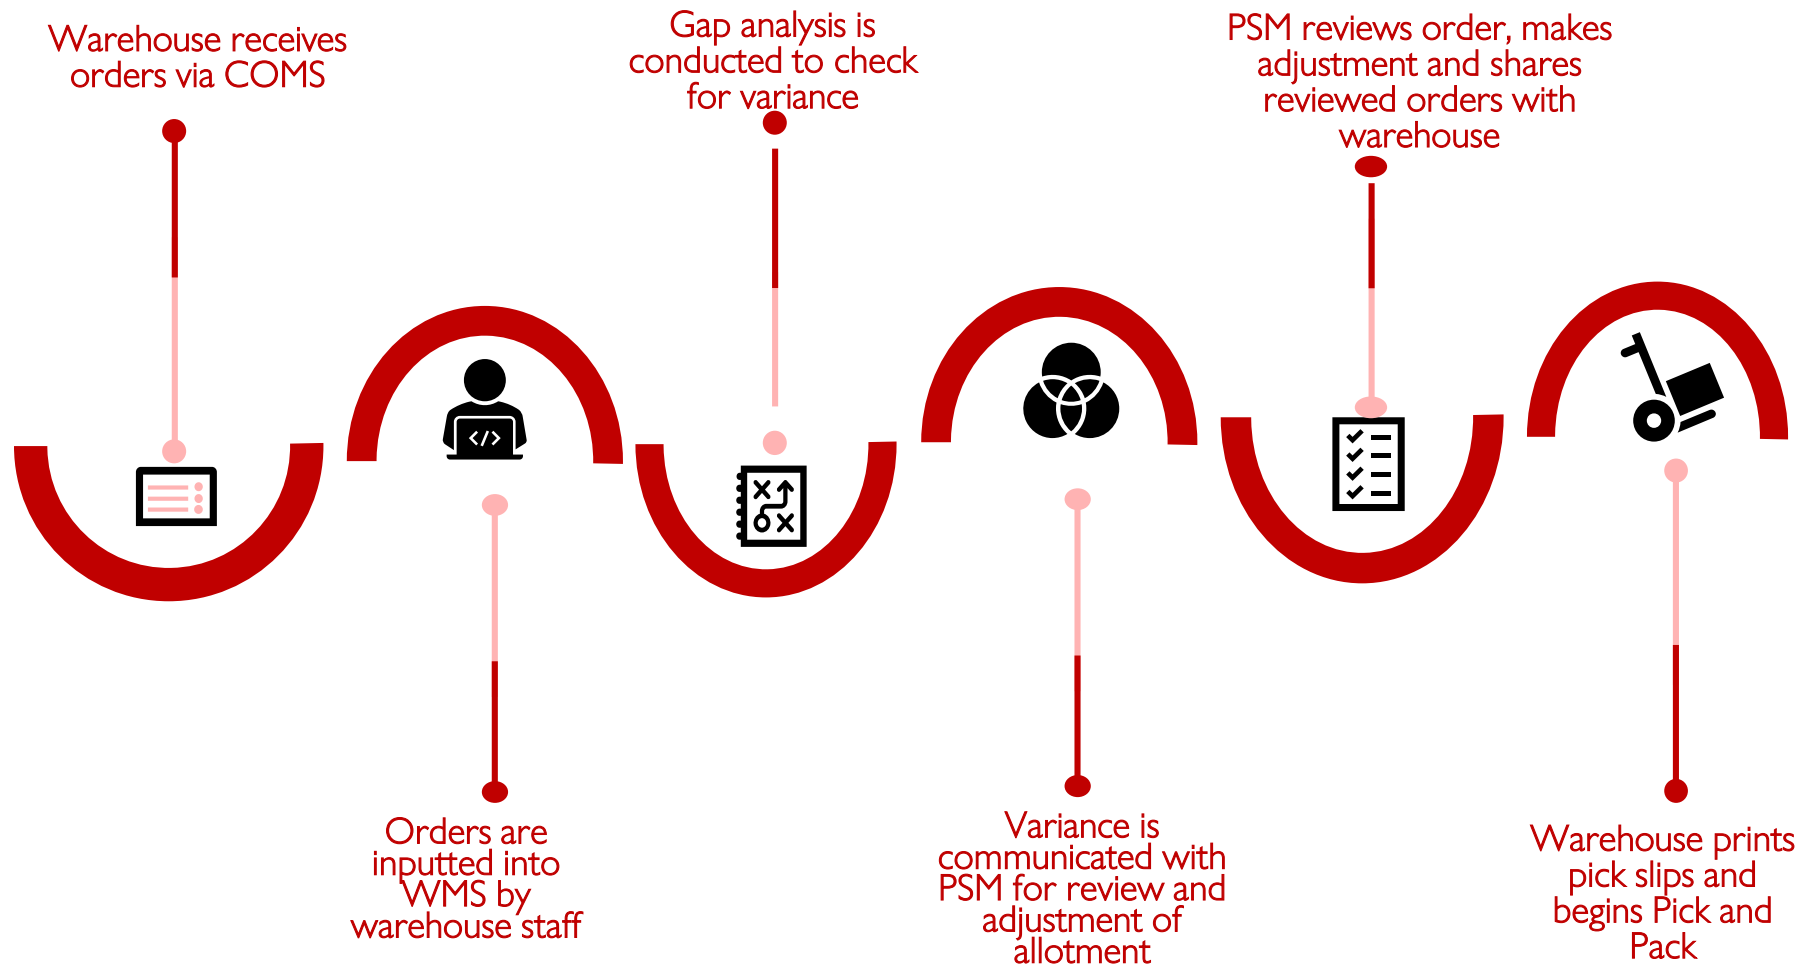 Warehouse receives
orders via COMS
Orders are
inputted into
WMS by
warehouse staff
Gap analysis is
conducted to check
for variance
Variance is
communicated with
PSM for review and
adjustment of
allotment
PSM reviews order, makes
adjustment and shares
reviewed orders with
warehouse
Warehouse prints
pick slips and
begins Pick and
Pack